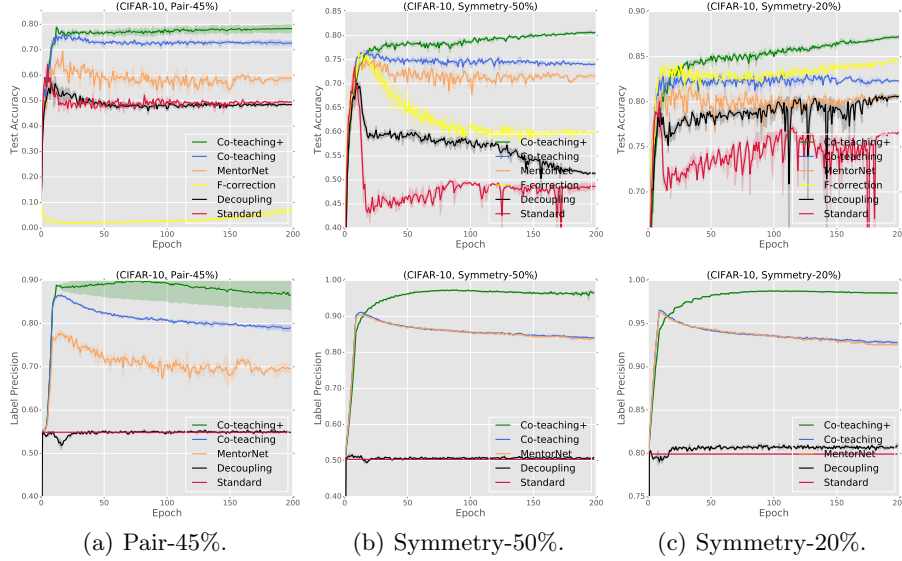 (CIFAR-10, Pair-45%)
0.80
0.70
0.60
0.50
0.40
0.30
0.20
0.10
0.00
Test Accuracy
0 50 100 150 200
Epoch
Co-teaching+
Co-teaching
MentorNet
F-correction
Decoupling
Standard
(CIFAR-10, Symmetry-50%)
0.85
0.80
0.75
0.70
0.65
0.60
0.55
0.50
0.45
0.40
Test Accuracy
0 50 100 150 200
Epoch
Co-teaching+
Co-teaching
MentorNet
F-correction
Decoupling
Standard
(CIFAR-10, Symmetry-20%)
0.90
0.85
0.80
0.75
0.70
Test Accuracy
0 50 100 150 200
Epoch
Co-teaching+
Co-teaching
MentorNet
F-correction
Decoupling
Standard
(CIFAR-10, Pair-45%)
0.90
0.80
0.70
0.60
0.50
0.40
Label Precision
0 50 100 150 200
Epoch
Co-teaching+
Co-teaching
MentorNet
Decoupling
Standard
(CIFAR-10, Symmetry-50%)
1.00
0.90
0.80
0.70
0.60
0.50
0.40
Label Precision
0 50 100 150 200
Epoch
Co-teaching+
Co-teaching
MentorNet
Decoupling
Standard
(CIFAR-10, Symmetry-20%)
1.00
0.95
0.90
0.85
0.80
0.75
Label Precision
0 50 100 150 200
Epoch
Co-teaching+
Co-teaching
MentorNet
Decoupling
Standard
(a) Pair-45%.
(b) Symmetry-50%.
(c) Symmetry-20%.